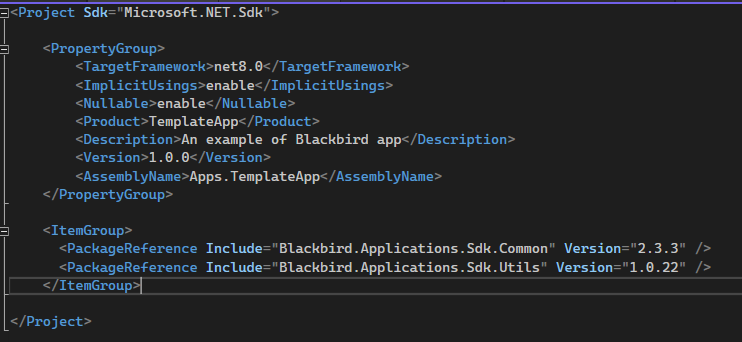 <Project Sdk="Microsoft.NET.Sdk">
<PropertyGroup>
<TargetFramework>net8.0</TargetFramework>
<ImplicitUsings>enable</ImplicitUsings>
<Nullable>enable</Nullable>
<Product>TemplateApp</Product>
<Description>An example of Blackbird app</Description>
<Version>1.0.0</Version>
<AssemblyName>Apps.TemplateApp</AssemblyName>
</PropertyGroup>
<ItemGroup>
<PackageReference Include="Blackbird.Applications.Sdk.Common" Version="2.3.3" />
<PackageReference Include="Blackbird.Applications.Sdk.Utils" Version="1.0.22" />
</ItemGroup>
</Project>